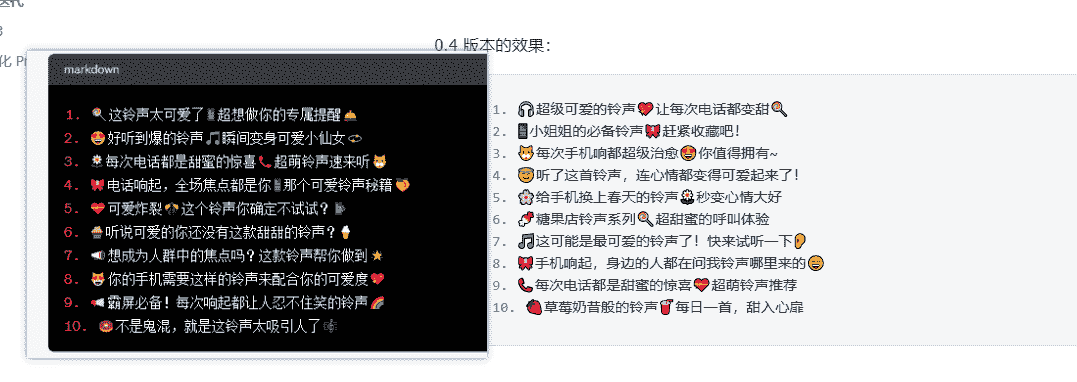 迭代
3
化 Pr
0.4 版本的效果：
markdown
1. 🍭这铃声太可爱了📱超想做你的专属提醒🛎️
2. 😍好听到爆的铃声🎵瞬间变身可爱小仙女💫
3. 🌼每次电话都是甜蜜的惊喜📞超萌铃声速来听🐱
4. 🎀电话响起，全场焦点都是你📱那个可爱铃声秘籍🍑
5. 💝可爱炸裂🎊这个铃声你确定不试试？
6. 🧁听说可爱的你还没有这款甜甜的铃声？🍦
7. 📢想成为人群中的焦点吗？这款铃声帮你做到🌟
8. 😻你的手机需要这样的铃声来配合你的可爱度💖
9. 📢霸屏必备！每次响起都让人忍不住笑的铃声🌈
10. 🍩不是鬼混，就是这铃声太吸引人了🕸️
1. 🎧超级可爱的铃声💖让每次电话都变甜🍭
2. 📱小姐姐的必备铃声🎀赶紧收藏吧！
3. 🐱每次手机响都超级治愈😍你值得拥有~
4. 😇听了这首铃声，连心情都变得可爱起来了！
5. 🌸给手机换上春天的铃声🌺秒变心情大好
6. 🍬糖果店铃声系列🍭超甜蜜的呼叫体验
7. 🎵这可能是最可爱的铃声了！快来试听一下👂
8. 🎀手机响起，身边的人都在问我铃声哪里来的😄
9. 📞每次电话都是甜蜜的惊喜💝超萌铃声推荐
10. 🍓草莓奶昔般的铃声🥤每日一首，甜入心扉